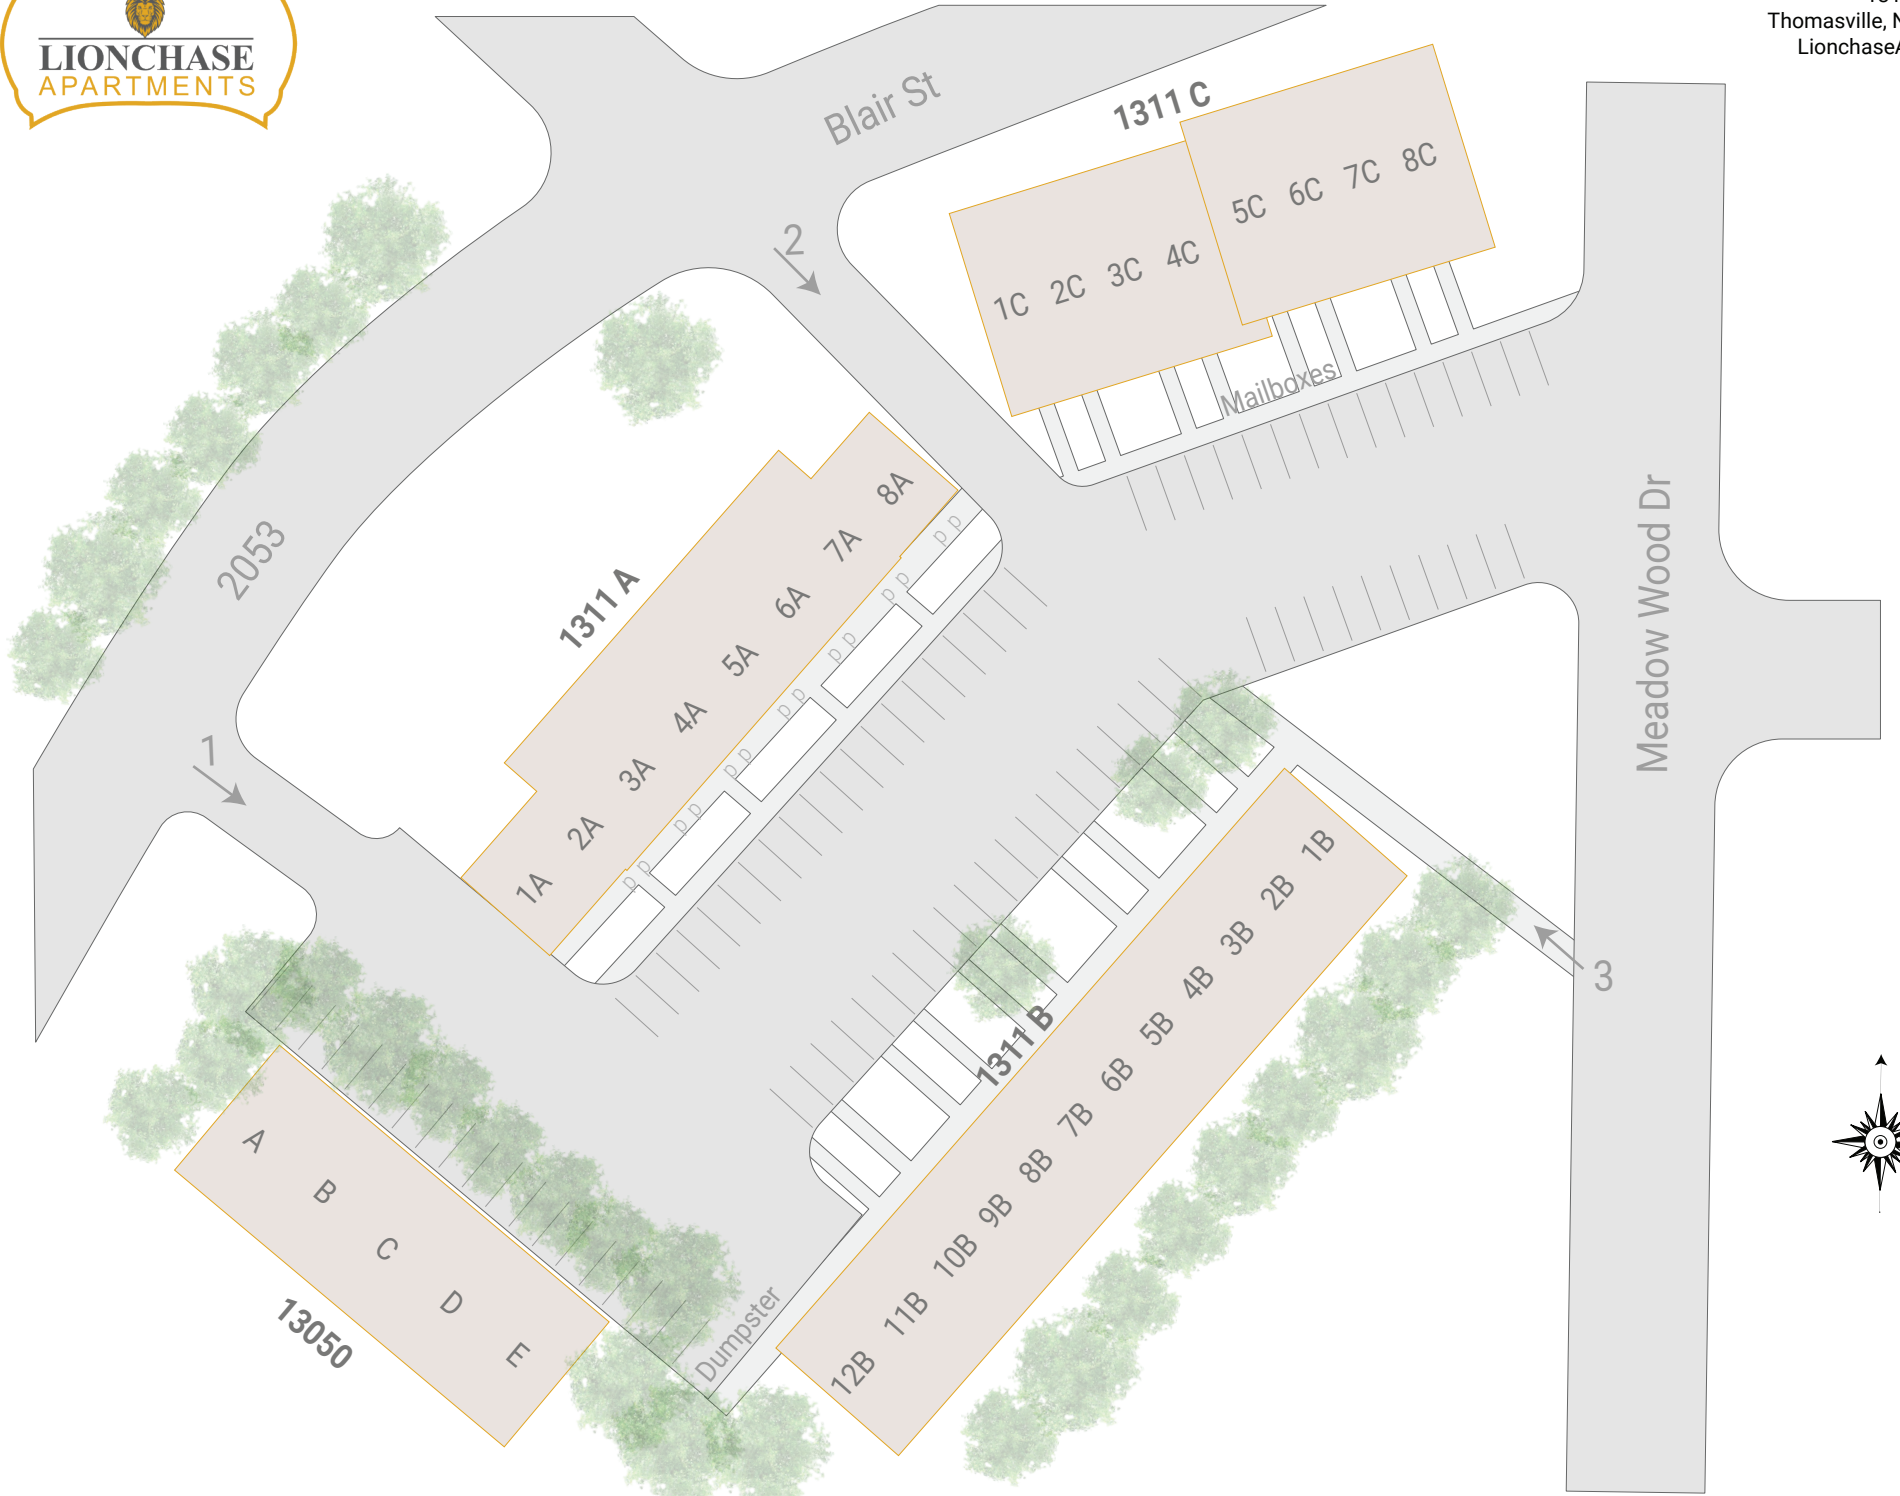 LIONCHASE
APARTMENTS
Thomasville, N
LionchaseA
Blair St
1311 C
5C 6C 7C 8C
1C 2C 3C 4C
Mailboxes
2
2053
1311 A
8A
7A
6A
5A
4A
3A
2A
1A
p p
p p
p p
p p
p p
p p
p p
Meadow Wood Dr
1
3
1311 B
1B
2B
3B
4B
5B
6B
7B
8B
9B
10B
11B
12B
A
B
C
D
E
13050
Dumpster